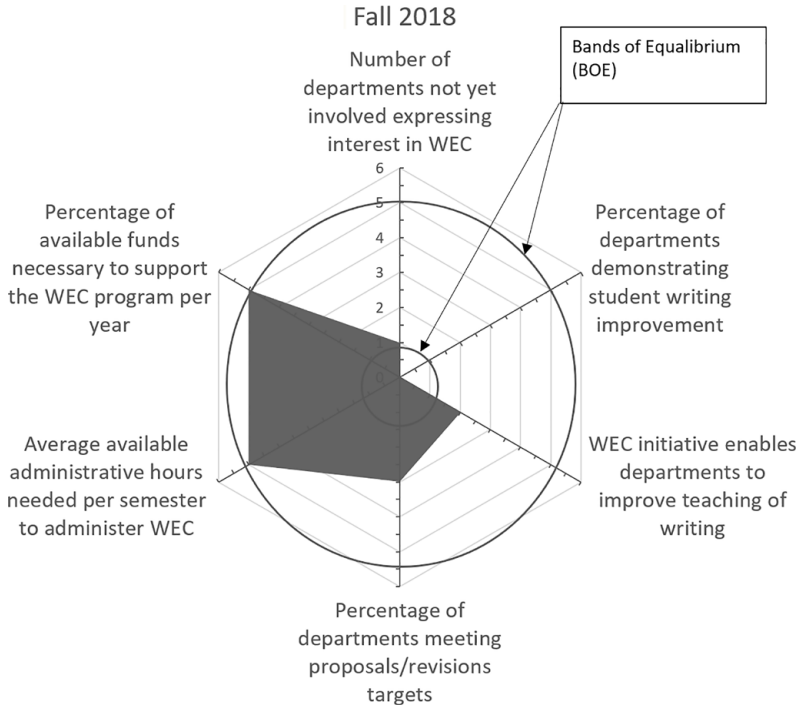 Fall 2018
Bands of Equalibrium
(BOE)
Number of
departments not yet
involved expressing
interest in WEC
6
5
4
3
2
1
0
Percentage of
departments
demonstrating
student writing
improvement
WEC initiative enables
departments to
improve teaching of
writing
Percentage of
departments meeting
proposals/revisions
targets
Average available
administrative hours
needed per semester
to administer WEC
Percentage of
available funds
necessary to support
the WEC program per
year